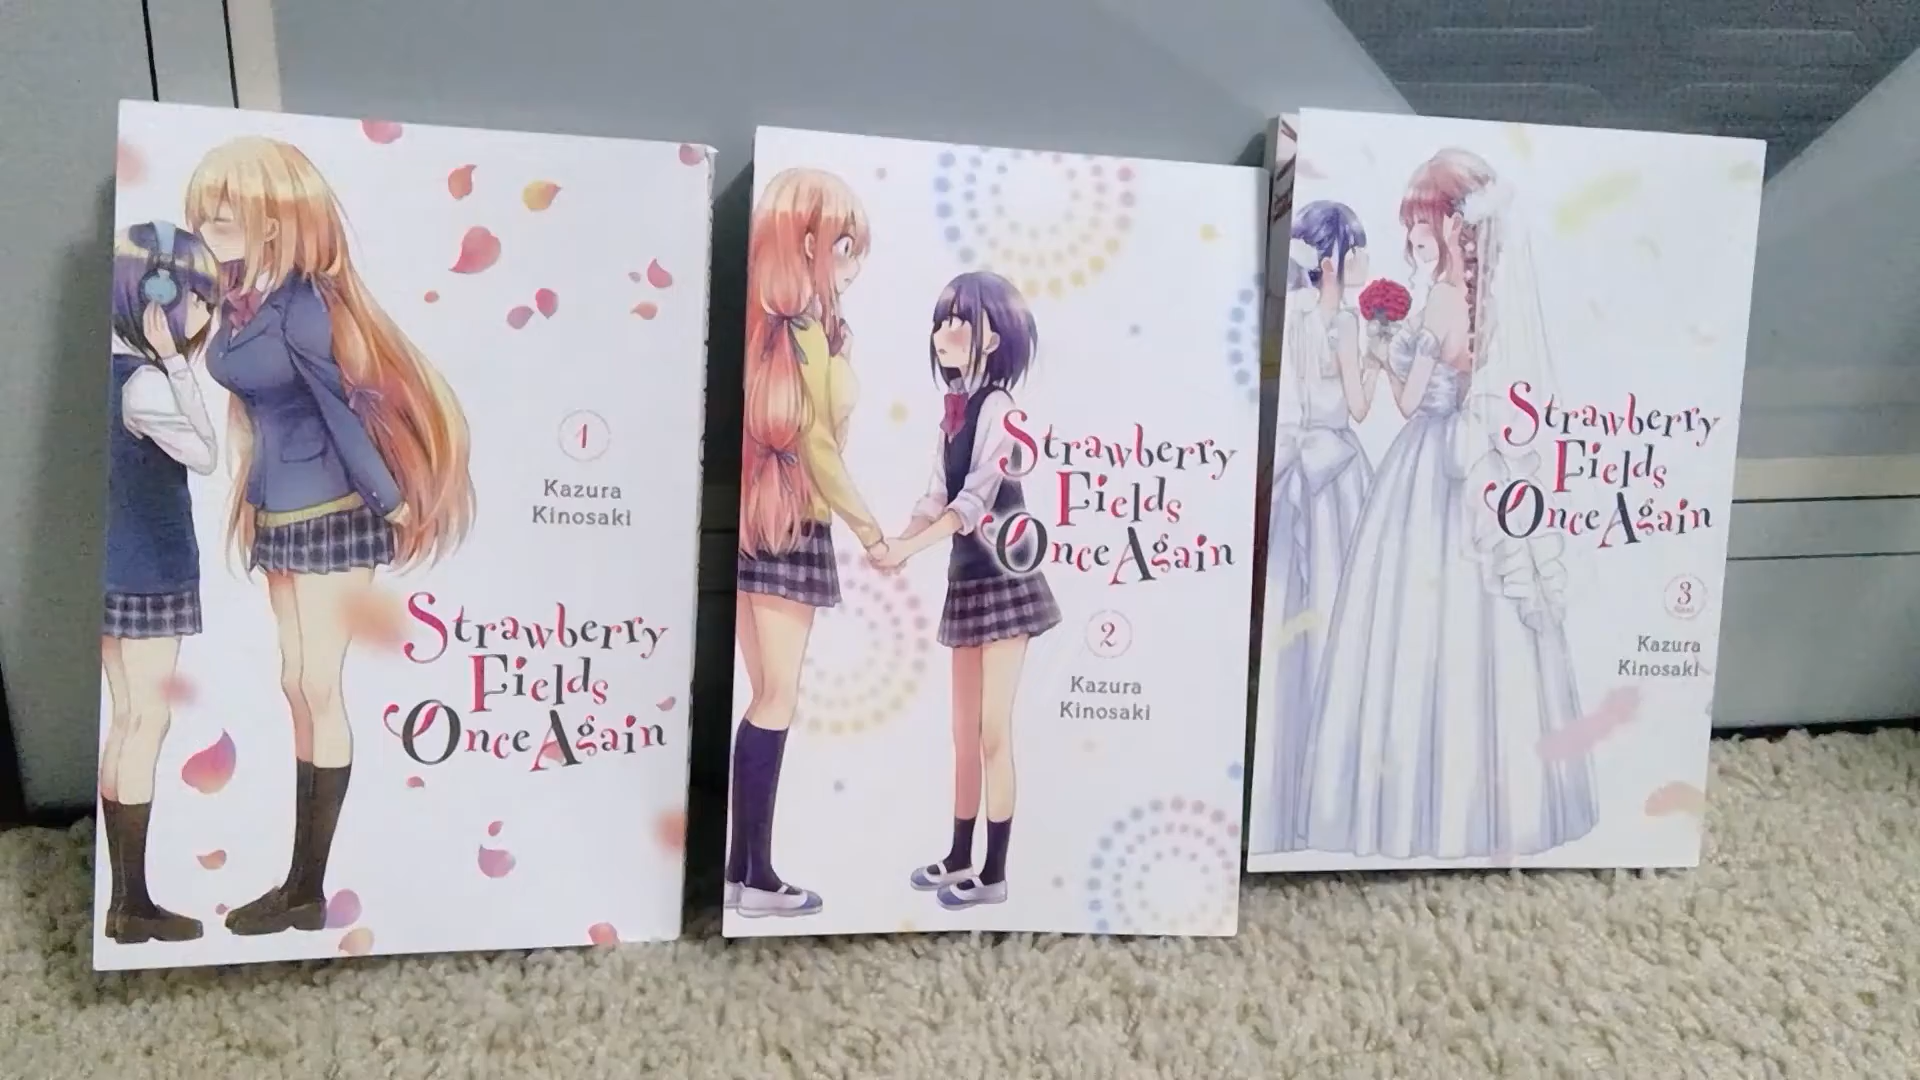 1
Kazura
Kinosaki
Strawberry
Fields
Once Again
Strawberry
Fields
Once Again
2
Kazura
Kinosaki
Strawberry
Fields
Once Again
3
Kazura
Kinosaki